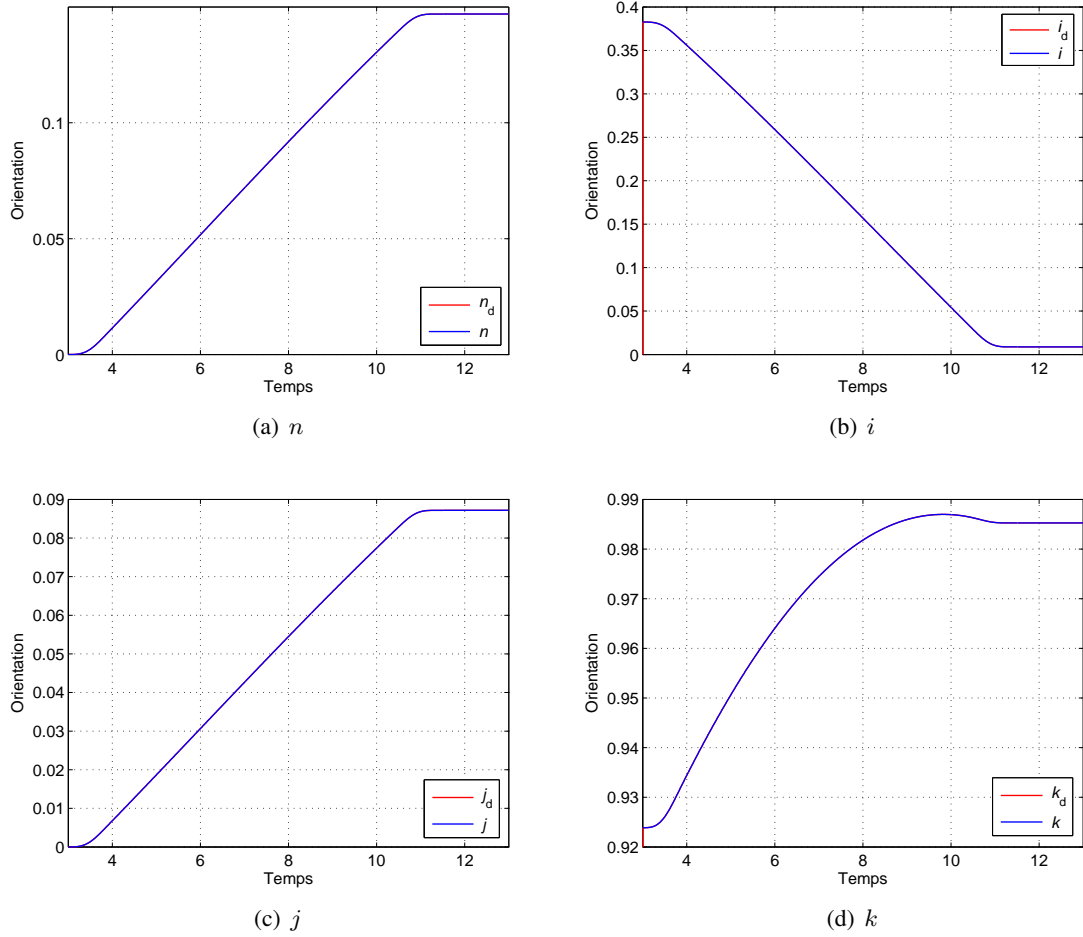 0.1
0.05
0
Orientation
n_d
n
4 6 8 10 12
Temps
(a) n
0.4
0.35
0.3
0.25
0.2
0.15
0.1
0.05
0
Orientation
i_d
i
4 6 8 10 12
Temps
(b) i
0.09
0.08
0.07
0.06
0.05
0.04
0.03
0.02
0.01
0
Orientation
j_d
j
4 6 8 10 12
Temps
(c) j
0.99
0.98
0.97
0.96
0.95
0.94
0.93
0.92
Orientation
k_d
k
4 6 8 10 12
Temps
(d) k